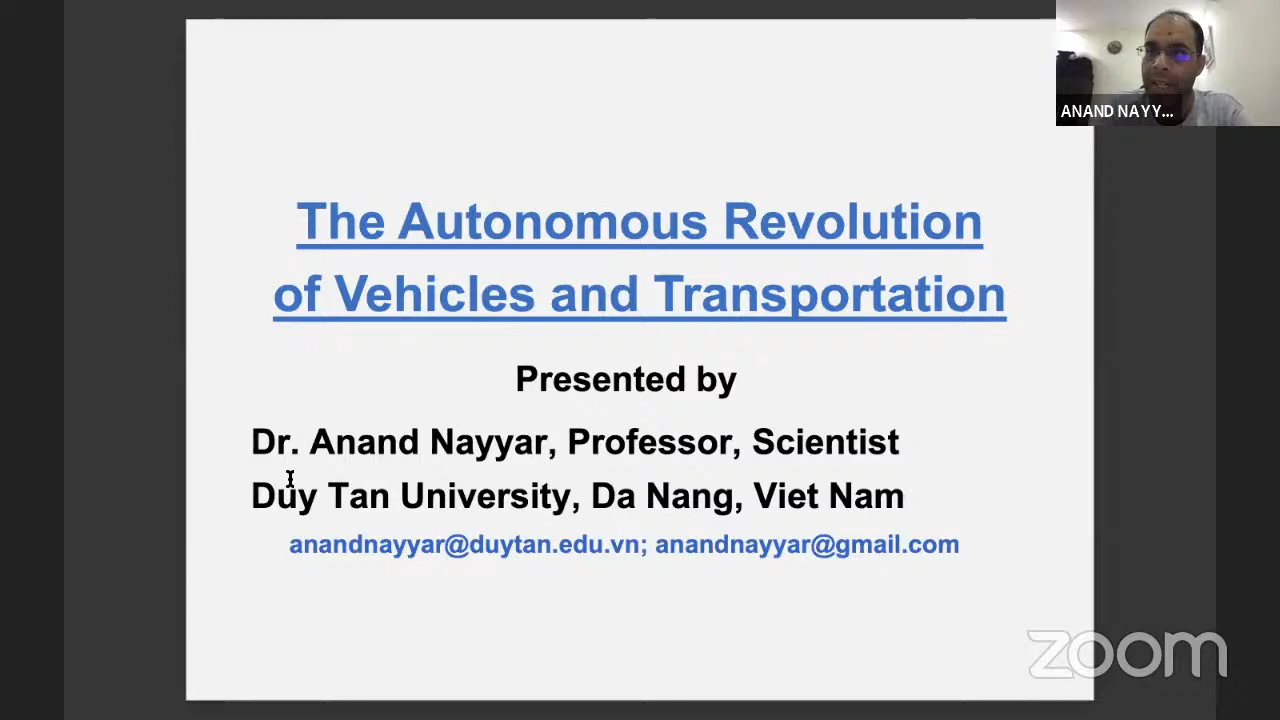 The Autonomous Revolution
of Vehicles and Transportation
Presented by
Dr. Anand Nayyar, Professor, Scientist
Duy Tan University, Da Nang, Viet Nam
anandnayyar@duytan.edu.vn; anandnayyar@gmail.com
ANAND NAYY...
zoom